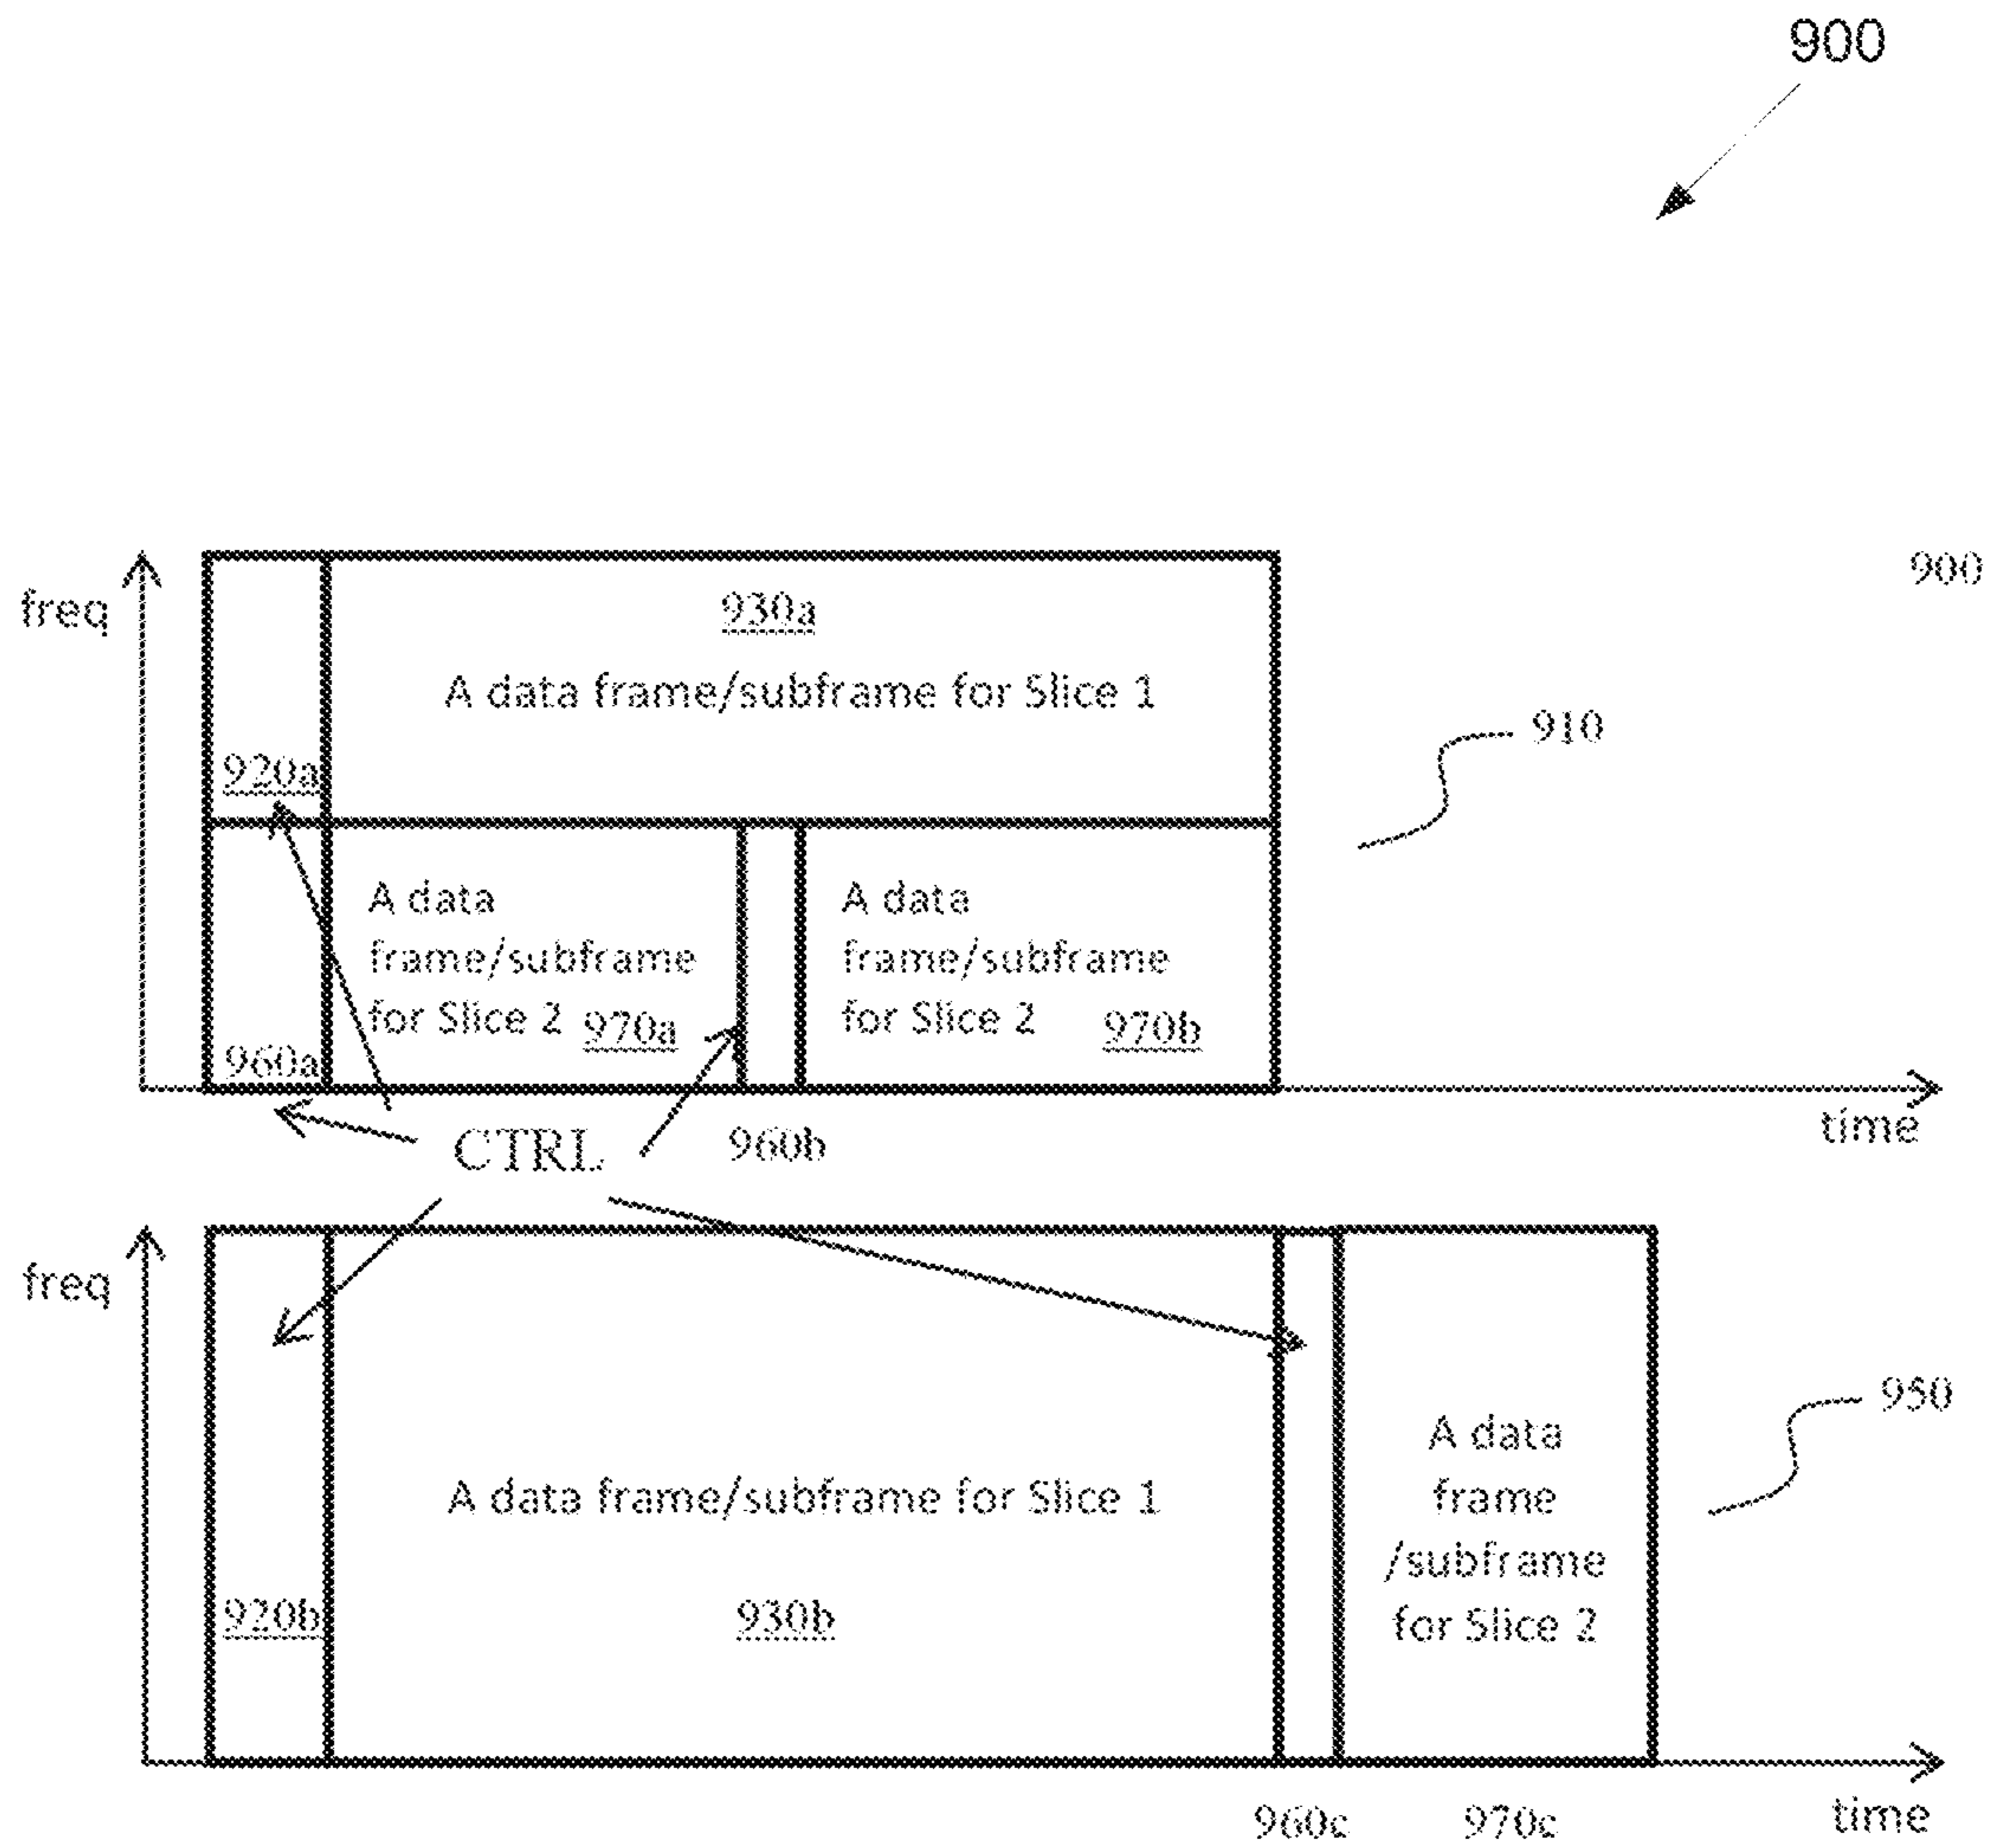 900
900
freq
930a
A data frame/subframe for Slice 1
910
920a
A data
frame/subframe
for Slice 2 970a
A data
frame/subframe
for Slice 2 970b
960a
time
CTRL
960b
freq
950
A data frame/subframe for Slice 1
A data
frame
/subframe
for Slice 2
920b
930b
960c
970c
time